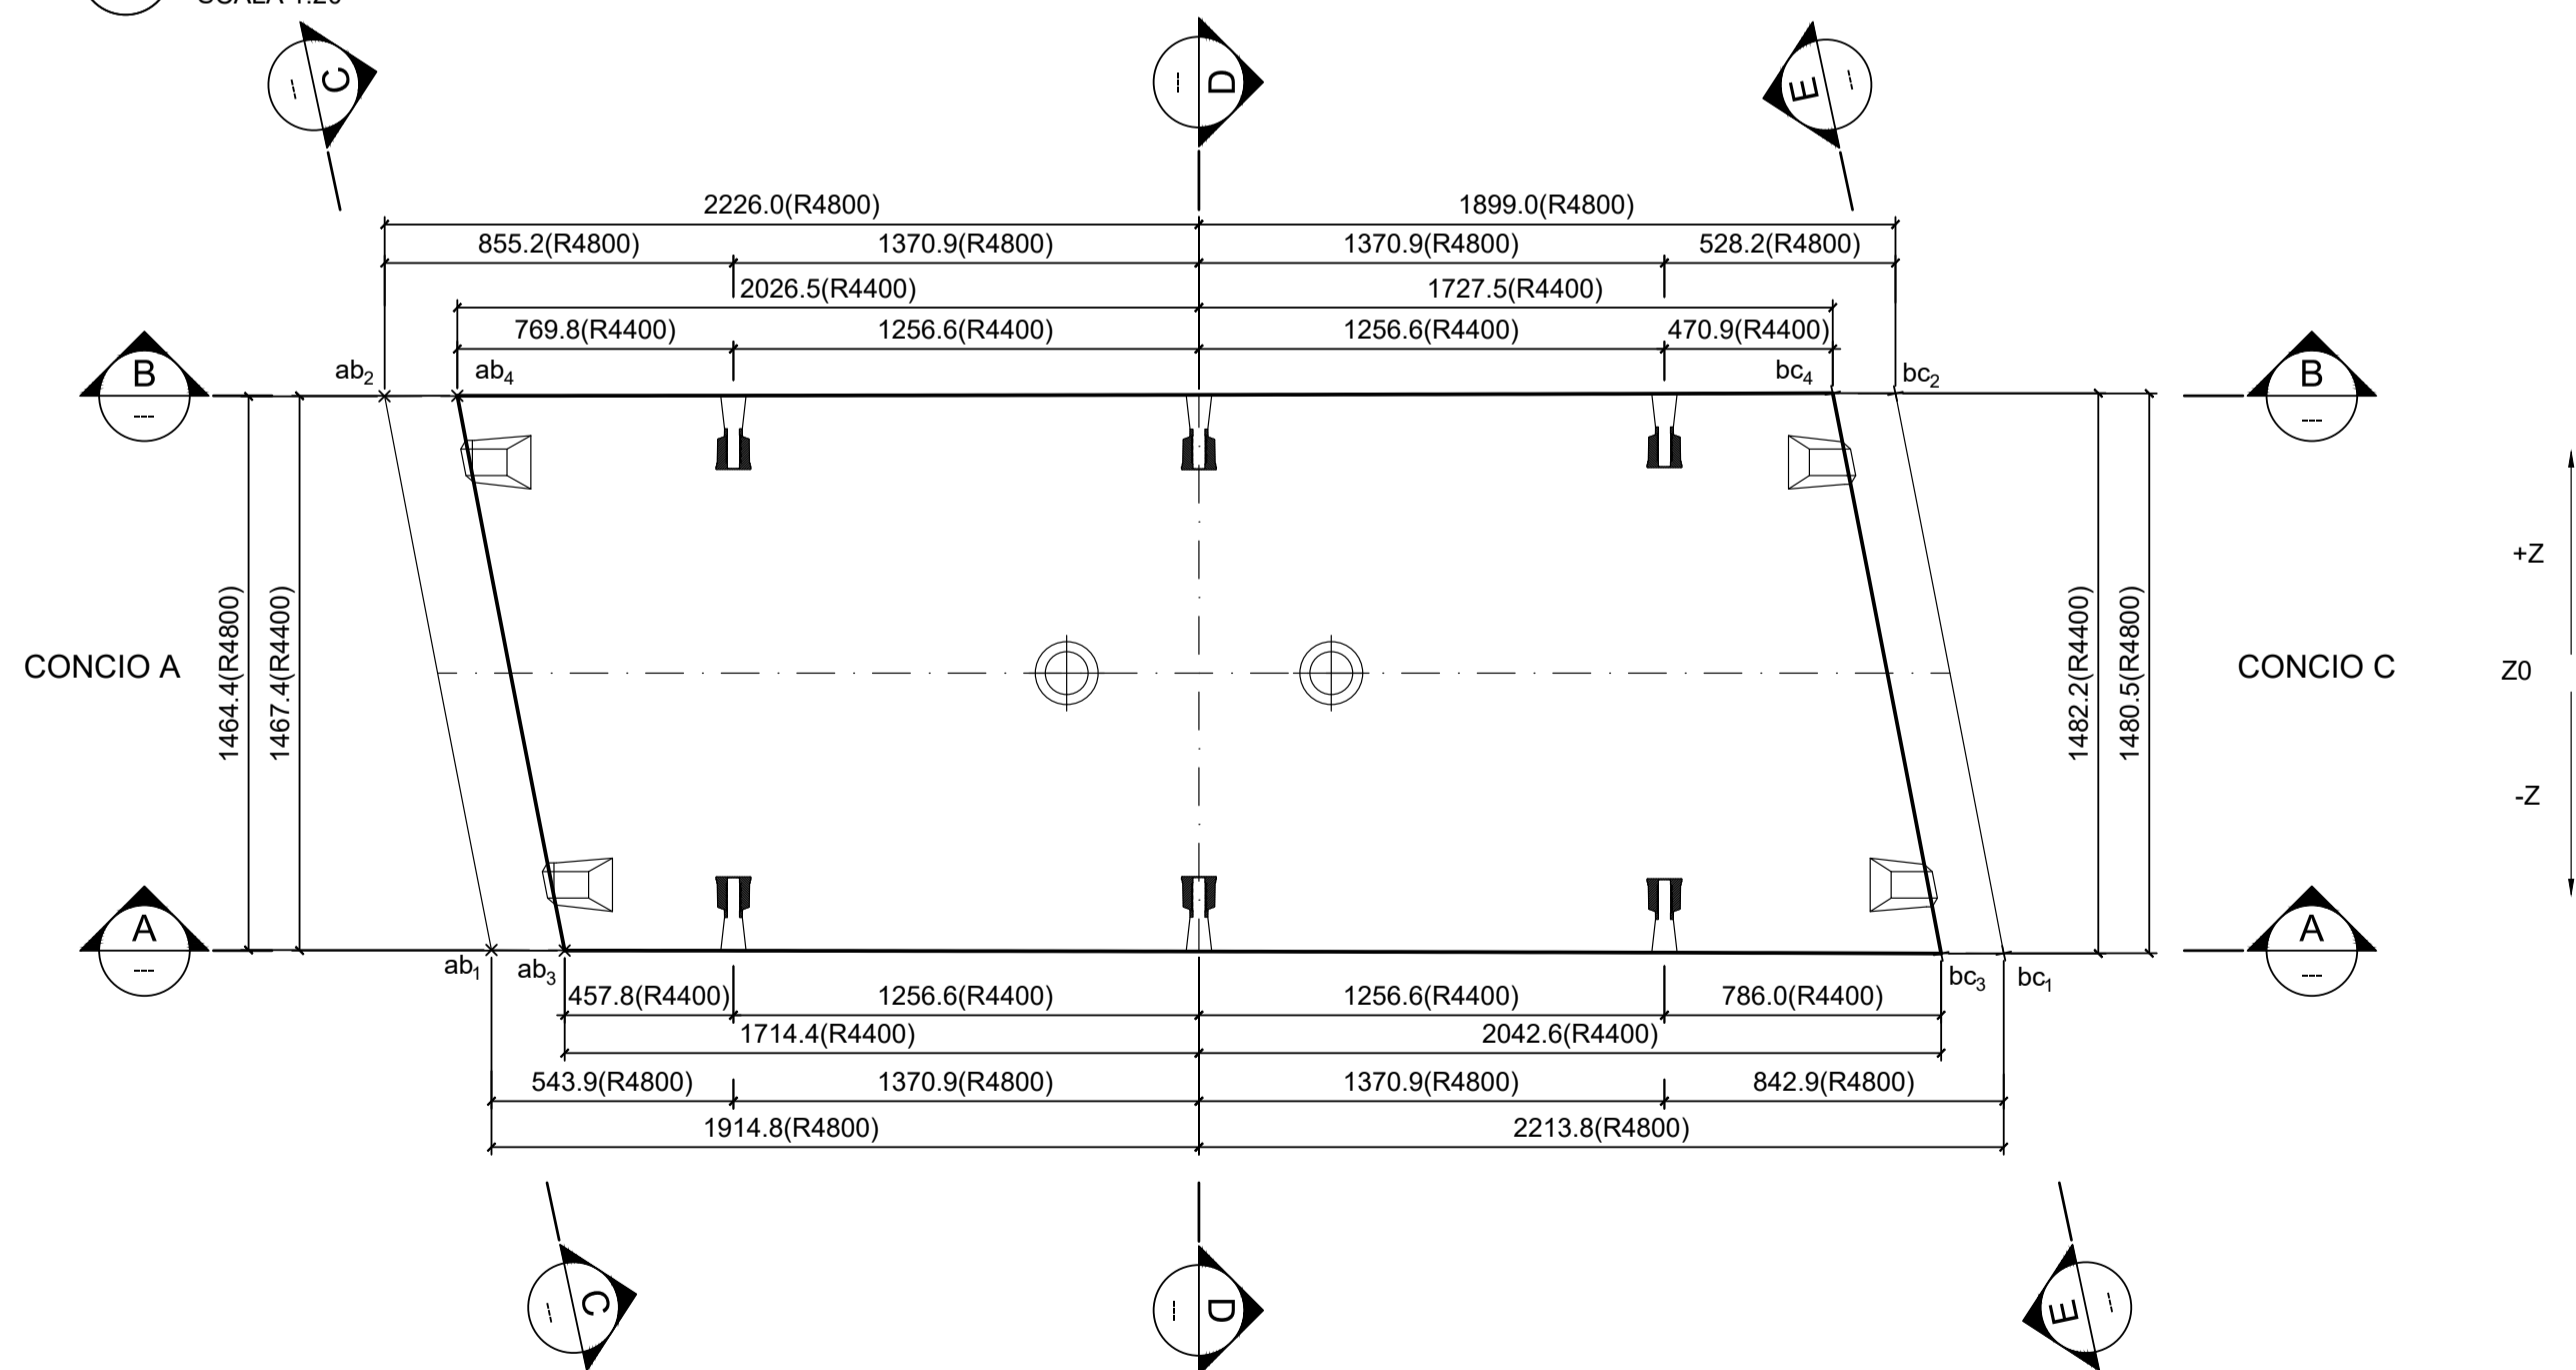 C
---
D
---
E
---
2226.0(R4800)
1899.0(R4800)
855.2(R4800)
1370.9(R4800)
1370.9(R4800)
528.2(R4800)
2026.5(R4400)
1727.5(R4400)
769.8(R4400)
1256.6(R4400)
1256.6(R4400)
470.9(R4400)
B
---
ab2
ab4
bc4
bc2
B
---
+Z
CONCIO A
1464.4(R4800)
1467.4(R4400)
1482.2(R4400)
1480.5(R4800)
CONCIO C
Z0
-Z
A
---
ab1
ab3
bc3
bc1
A
---
457.8(R4400)
1256.6(R4400)
1256.6(R4400)
786.0(R4400)
1714.4(R4400)
2042.6(R4400)
543.9(R4800)
1370.9(R4800)
1370.9(R4800)
842.9(R4800)
1914.8(R4800)
2213.8(R4800)
C
---
D
---
E
---